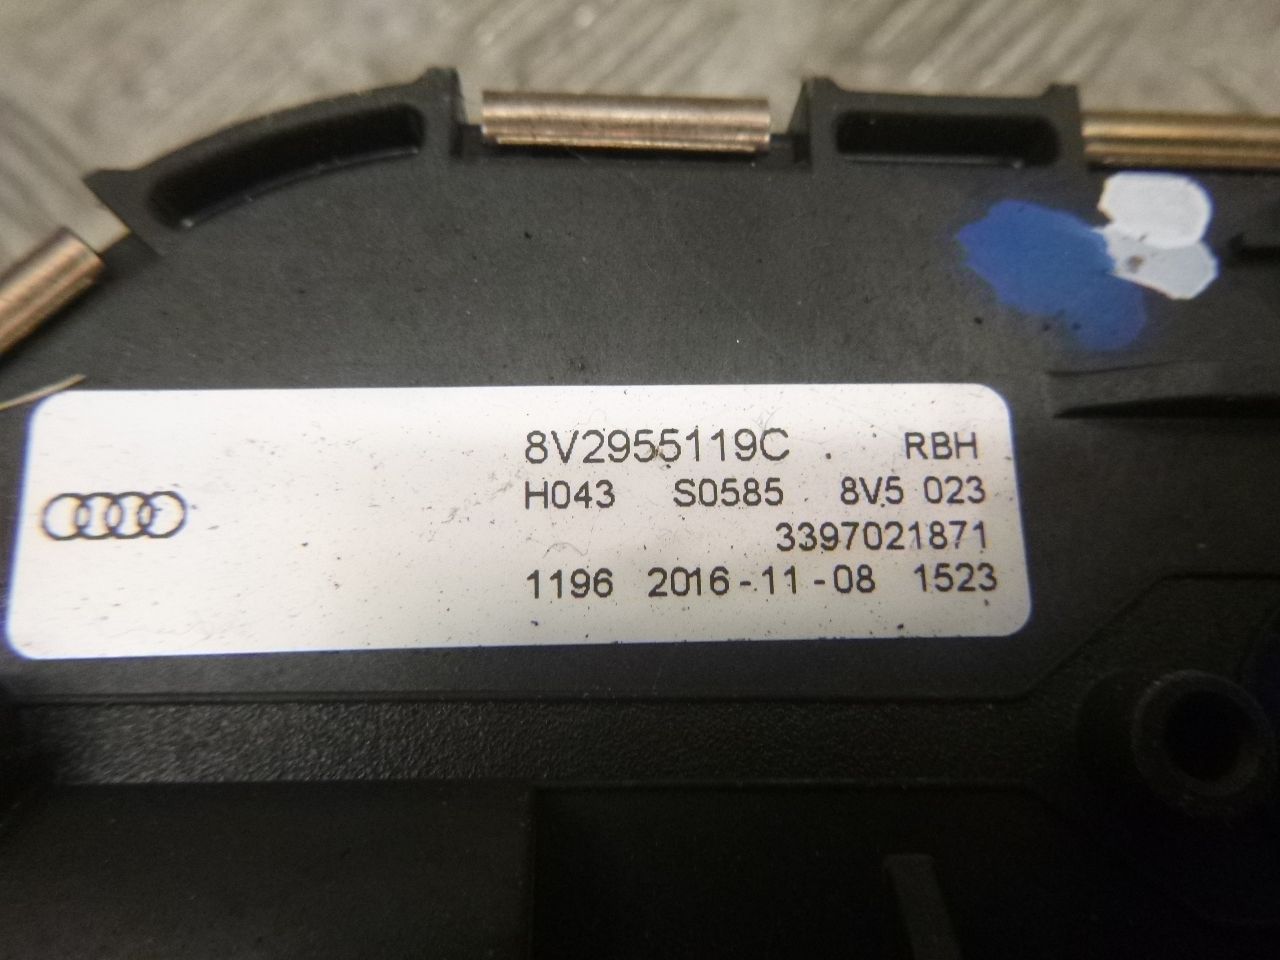 8V2955119C . RBH
H043 S0585 8V5 023
3397021871
1196 2016-11-08 1523